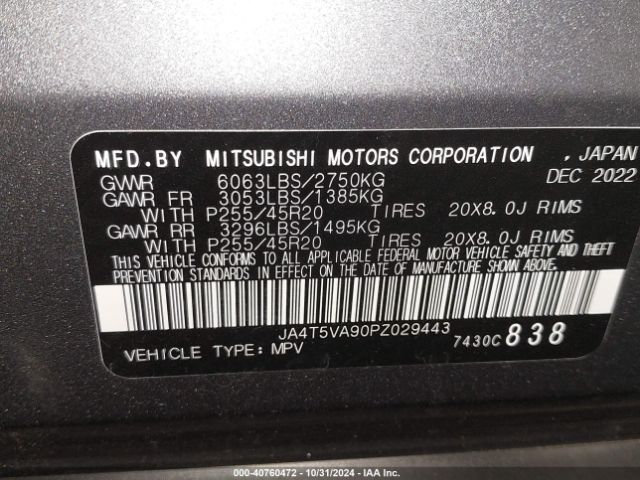 MFD.BY MITSUBISHI MOTORS CORPORATION , JAPAN
GVWR 6063LBS/2750KG DEC 2022
GAWR FR 3053LBS/1385KG
WITH P255/45R20 TIRES 20X8.0J RIMS
GAWR RR 3296LBS/1495KG
WITH P255/45R20 TIRES 20X8.0J RIMS
THIS VEHICLE CONFORMS TO ALL APPLICABLE FEDERAL MOTOR VEHICLE SAFETY AND THEFT
PREVENTION STANDARDS IN EFFECT ON THE DATE OF MANUFACTURE SHOWN ABOVE.
JA4T5VA90PZ029443
VEHICLE TYPE: MPV 7430C 838
000-40760472 - 10/31/2024 - IAA Inc.